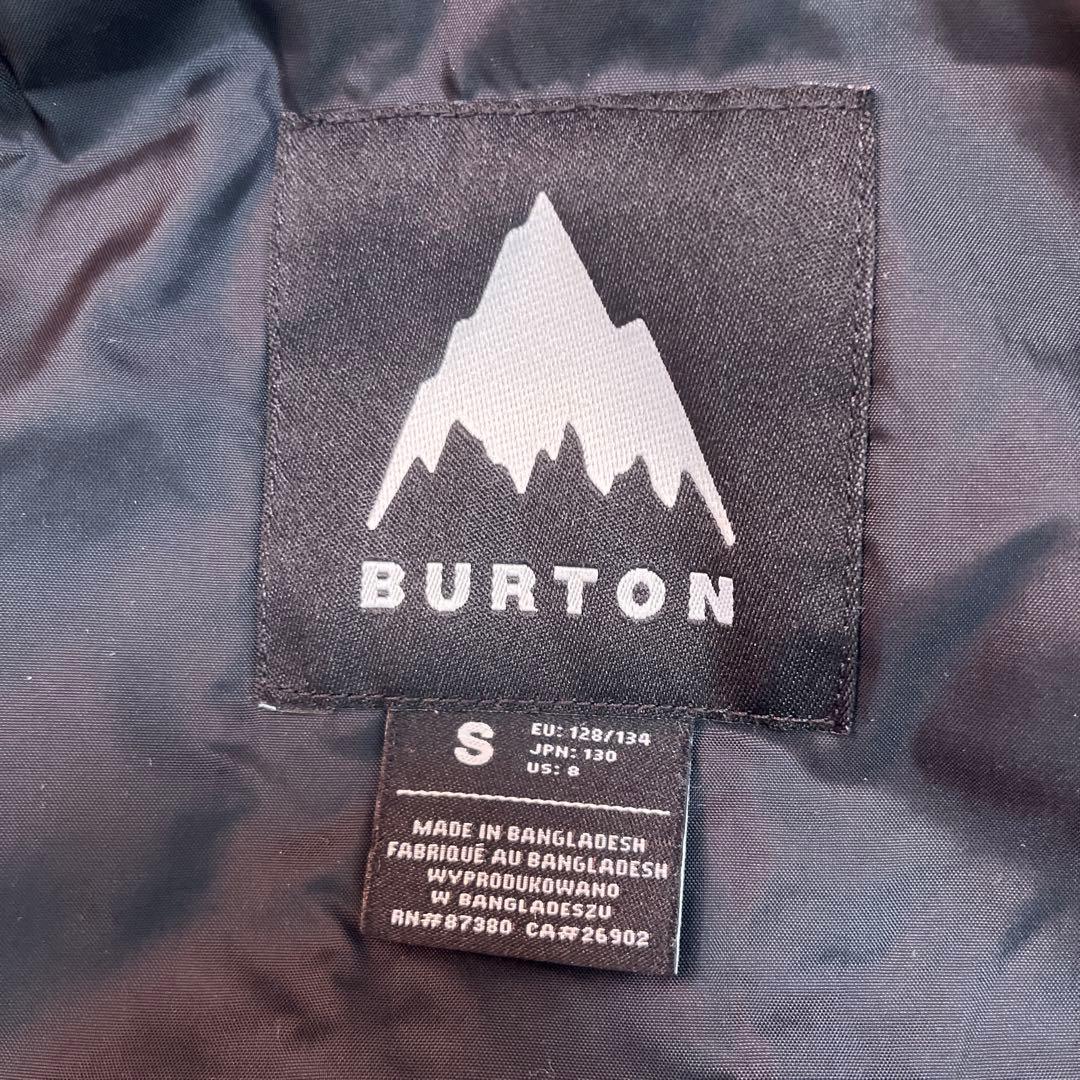 BURTON
S
EU: 128/134
JPN: 130
US: 8
MADE IN BANGLADESH
FABRIQUÉ AU BANGLADESH
WYPRODUKOWANO
W BANGLADESZU
RN#87380 CA#26902